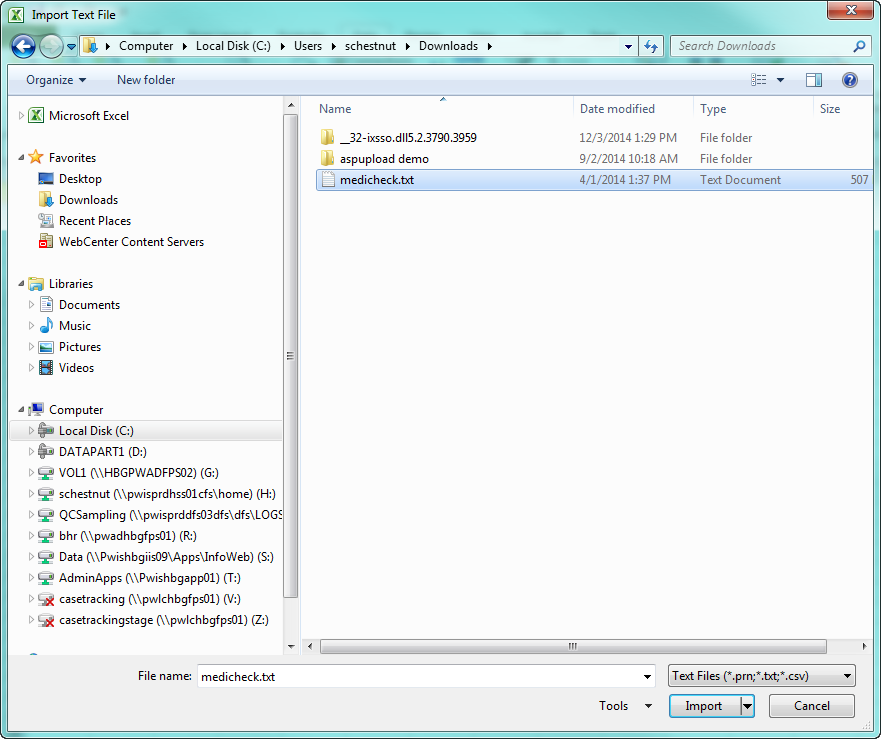 Import Text File
Computer Local Disk (C:) Users schestnut Downloads Search Downloads
Organize New folder
Microsoft Excel
Favorites
Desktop
Downloads
Recent Places
WebCenter Content Servers
Libraries
Documents
Music
Pictures
Videos
Computer
Local Disk (C:)
DATAPART1 (D:)
VOL1 (\\HBGPWADFPS02) (G:)
schestnut (\\pwisprdhss01cfs\home) (H:)
QCSampling (\\pwisprddfs03dfs\dfs\LOGS
bhr (\\pwadhbgfps01) (R:)
Data (\\Pwishbgiis09\Apps\InfoWeb) (S:)
AdminApps (\\Pwishbgapp01) (T:)
casetracking (\\pwlchbgfps01) (V:)
casetrackingstage (\\pwlchbgfps01) (Z:)
Name Date modified Type Size
__32-ixsso.dll5.2.3790.3959 12/3/2014 1:29 PM File folder
aspupload demo 9/2/2014 10:18 AM File folder
medicheck.txt 4/1/2014 1:37 PM Text Document 507
File name: medicheck.txt Text Files (*.prn;*.txt;*.csv)
Tools Import Cancel